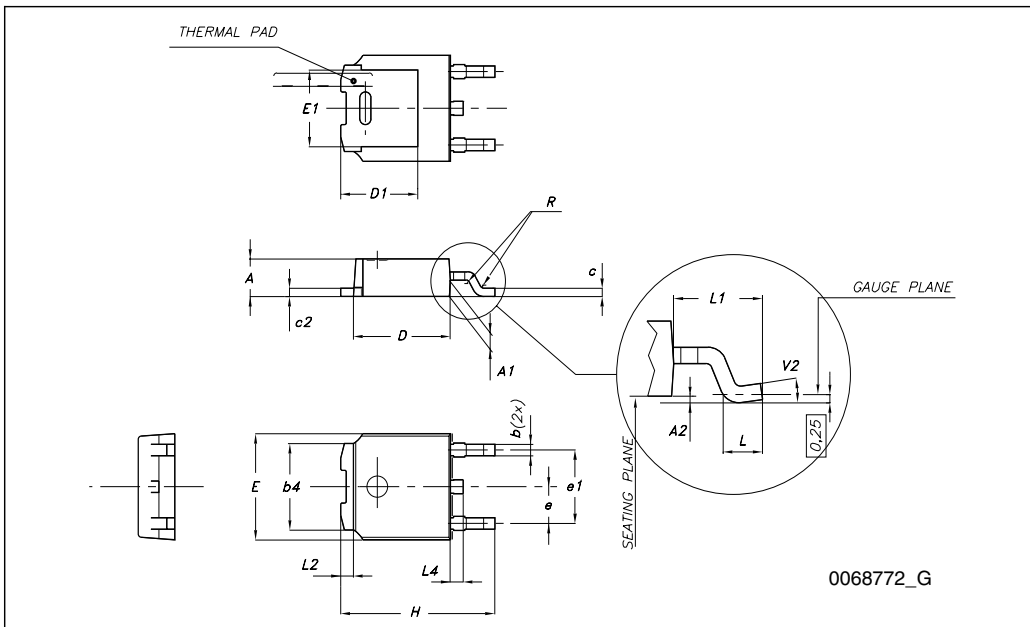 THERMAL PAD
E1
D1
R
A
c
c2
D
A1
L1
GAUGE PLANE
V2
A2
L
0,25
SEATING PLANE
b(2x)
E
b4
e
e1
L2
L4
H
0068772_G